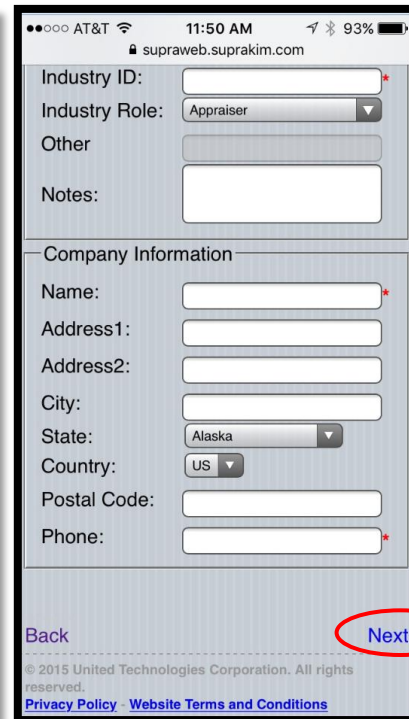 ●●○○○ AT&T 11:50 AM 93%
supraweb.suprakim.com
Industry ID: *
Industry Role: Appraiser
Other
Notes:
Company Information
Name: *
Address1:
Address2:
City:
State: Alaska
Country: US
Postal Code:
Phone: *
Back Next
© 2015 United Technologies Corporation. All rights
reserved.
Privacy Policy - Website Terms and Conditions